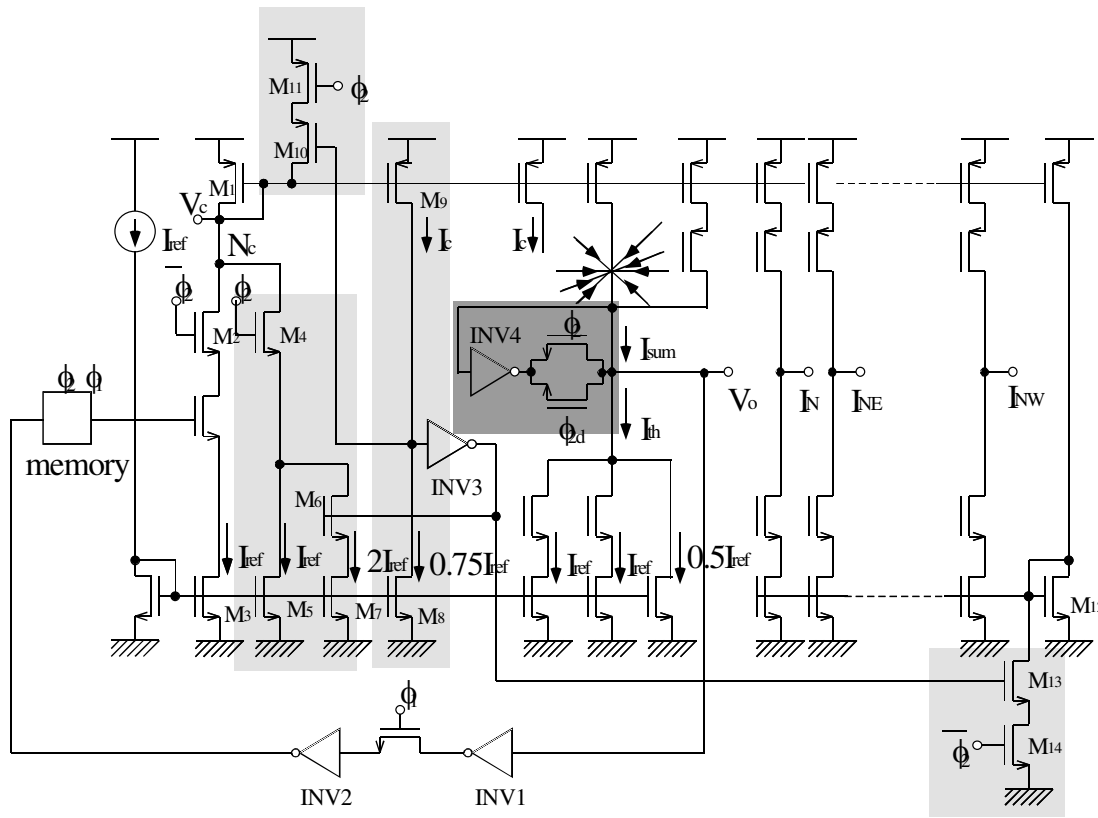 M11
ϕ2
M10
M1
Vc
M9
Iref
Nc
Ic
Ic
ϕ2
ϕ2
M2
M4
INV4
ϕ2
Isum
ϕ2 ϕ1
Vo
IN
INE
INW
ϕ2d
Ith
memory
INV3
M6
Iref
Iref
2Iref
0.75Iref
Iref
Iref
0.5Iref
M3
M5
M7
M8
M12
ϕ1
M13
ϕ2
M14
INV2
INV1